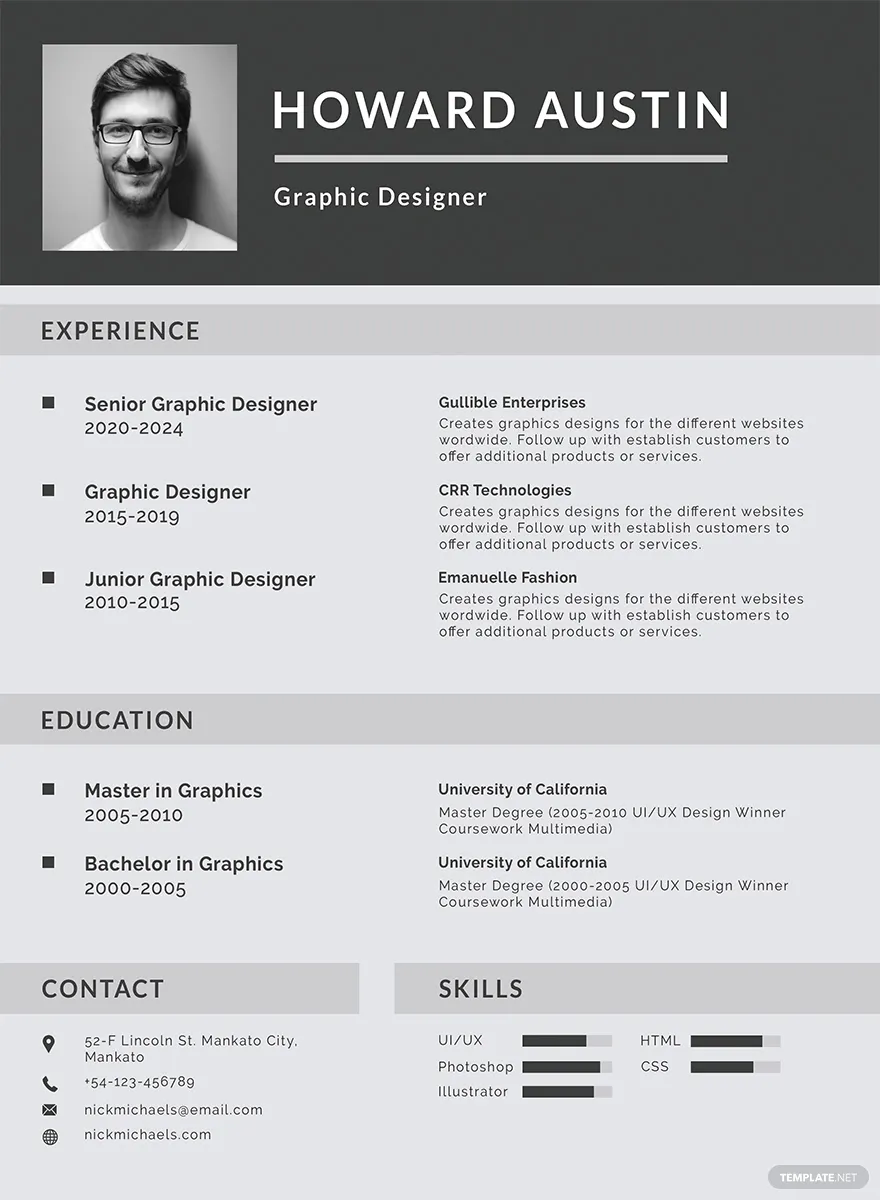 HOWARD AUSTIN
Graphic Designer
EXPERIENCE
Senior Graphic Designer
2020-2024
Gullible Enterprises
Creates graphics designs for the different websites
wordwide. Follow up with establish customers to
offer additional products or services.
Graphic Designer
2015-2019
CRR Technologies
Creates graphics designs for the different websites
wordwide. Follow up with establish customers to
offer additional products or services.
Junior Graphic Designer
2010-2015
Emanuelle Fashion
Creates graphics designs for the different websites
wordwide. Follow up with establish customers to
offer additional products or services.
EDUCATION
Master in Graphics
2005-2010
University of California
Master Degree (2005-2010 UI/UX Design Winner
Coursework Multimedia)
Bachelor in Graphics
2000-2005
University of California
Master Degree (2000-2005 UI/UX Design Winner
Coursework Multimedia)
CONTACT
52-F Lincoln St. Mankato City,
Mankato
+54-123-456789
nickmichaels@email.com
nickmichaels.com
SKILLS
UI/UX
Photoshop
Illustrator
HTML
CSS
TEMPLATE.NET